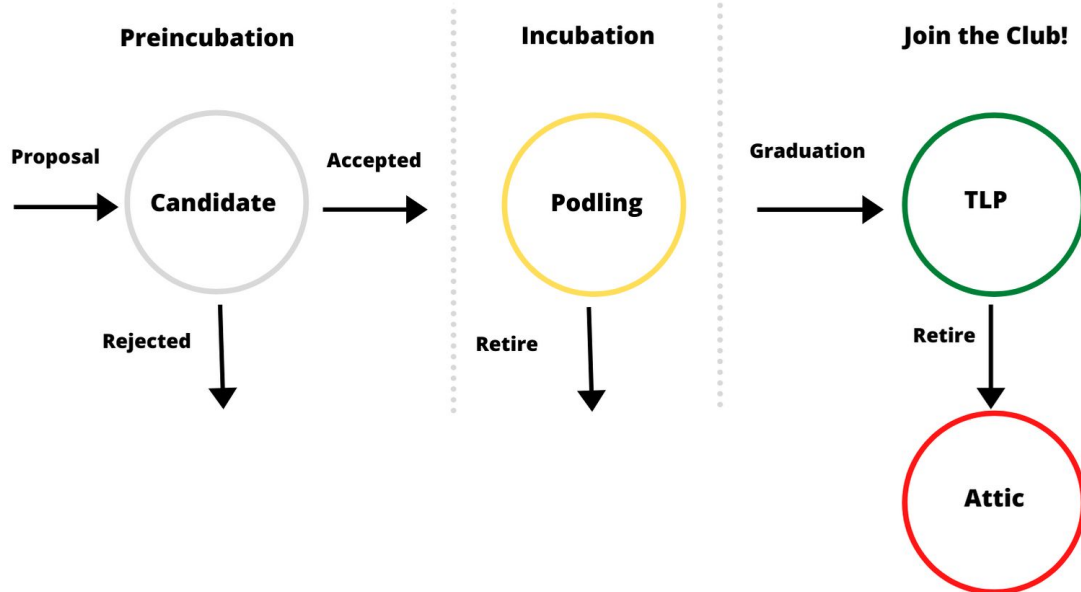 Preincubation
Incubation
Join the Club!
Proposal
Candidate
Accepted
Podling
Graduation
TLP
Rejected
Retire
Retire
Attic